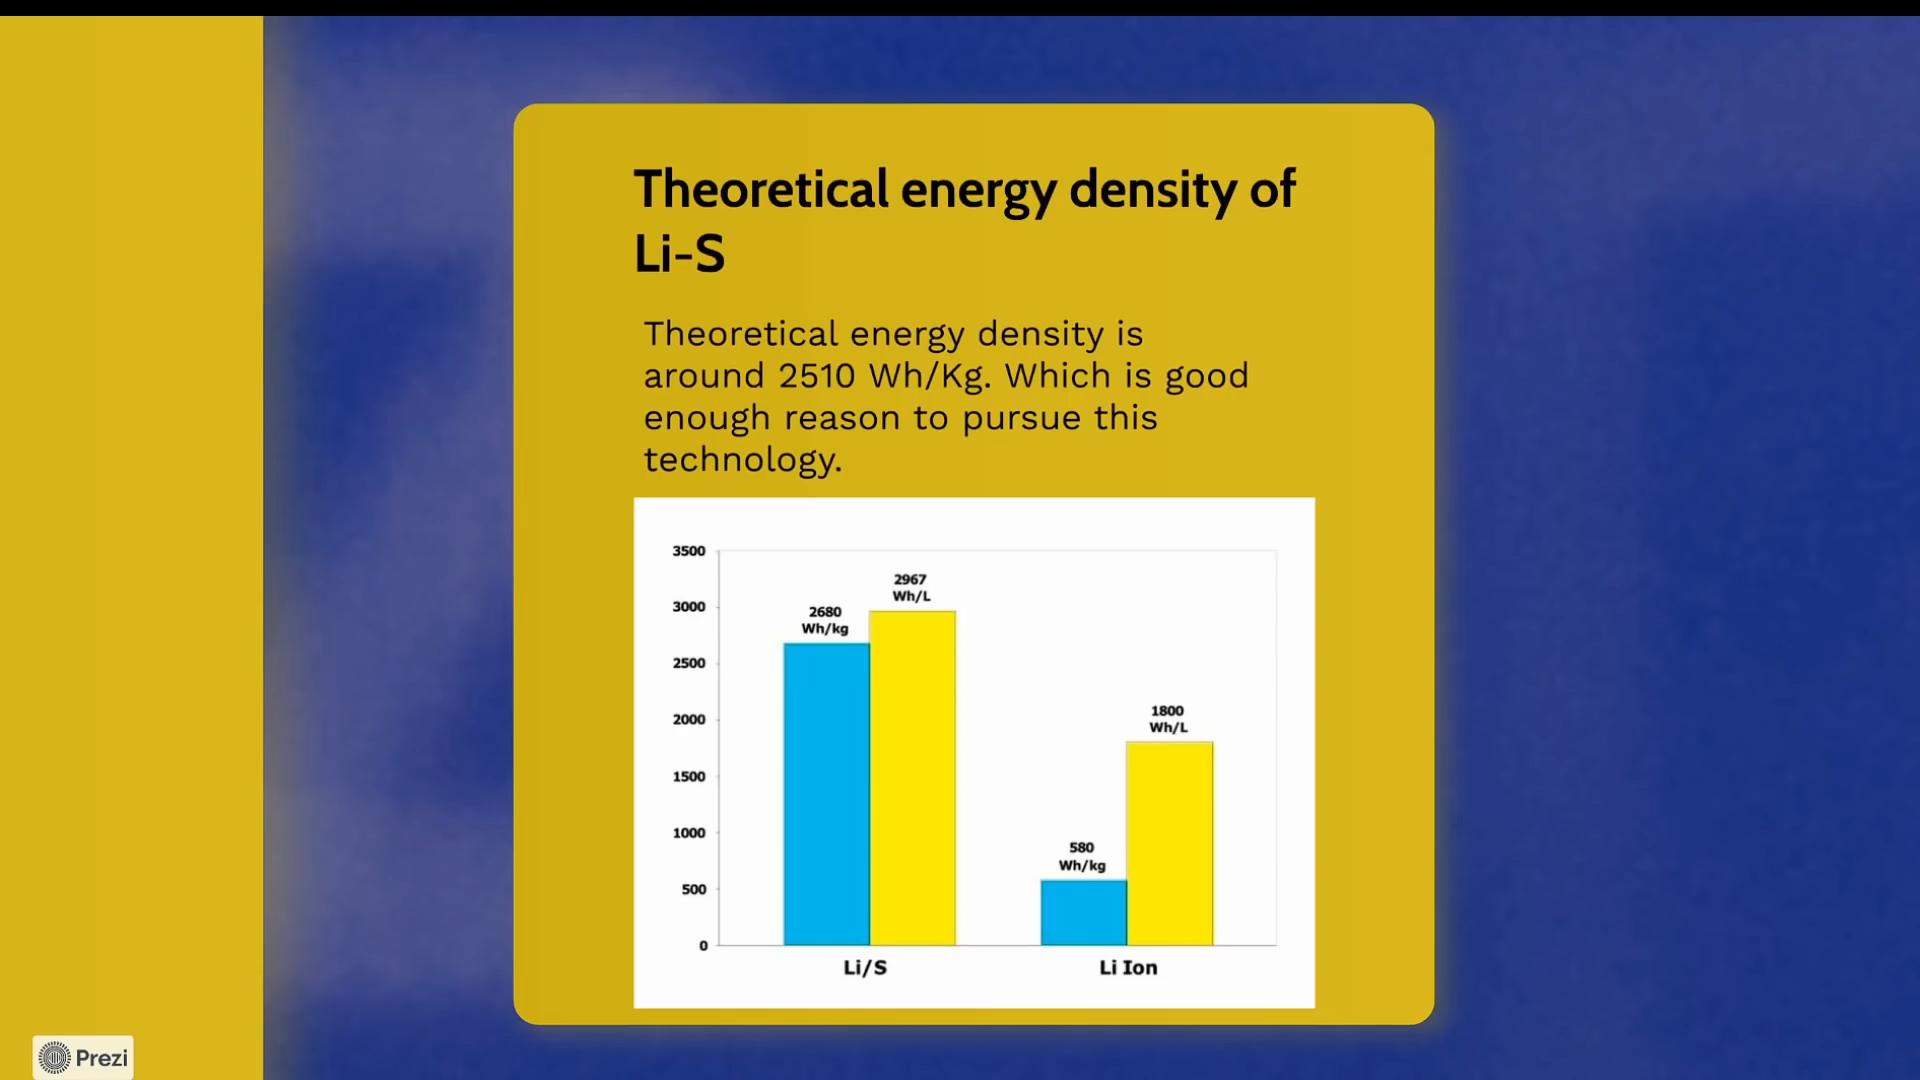 Theoretical energy density of
Li-S
Theoretical energy density is
around 2510 Wh/Kg. Which is good
enough reason to pursue this
technology.
3500
3000
2500
2000
1500
1000
500
0
2680
Wh/kg
2967
Wh/L
580
Wh/kg
1800
Wh/L
Li/S
Li Ion
Prezi